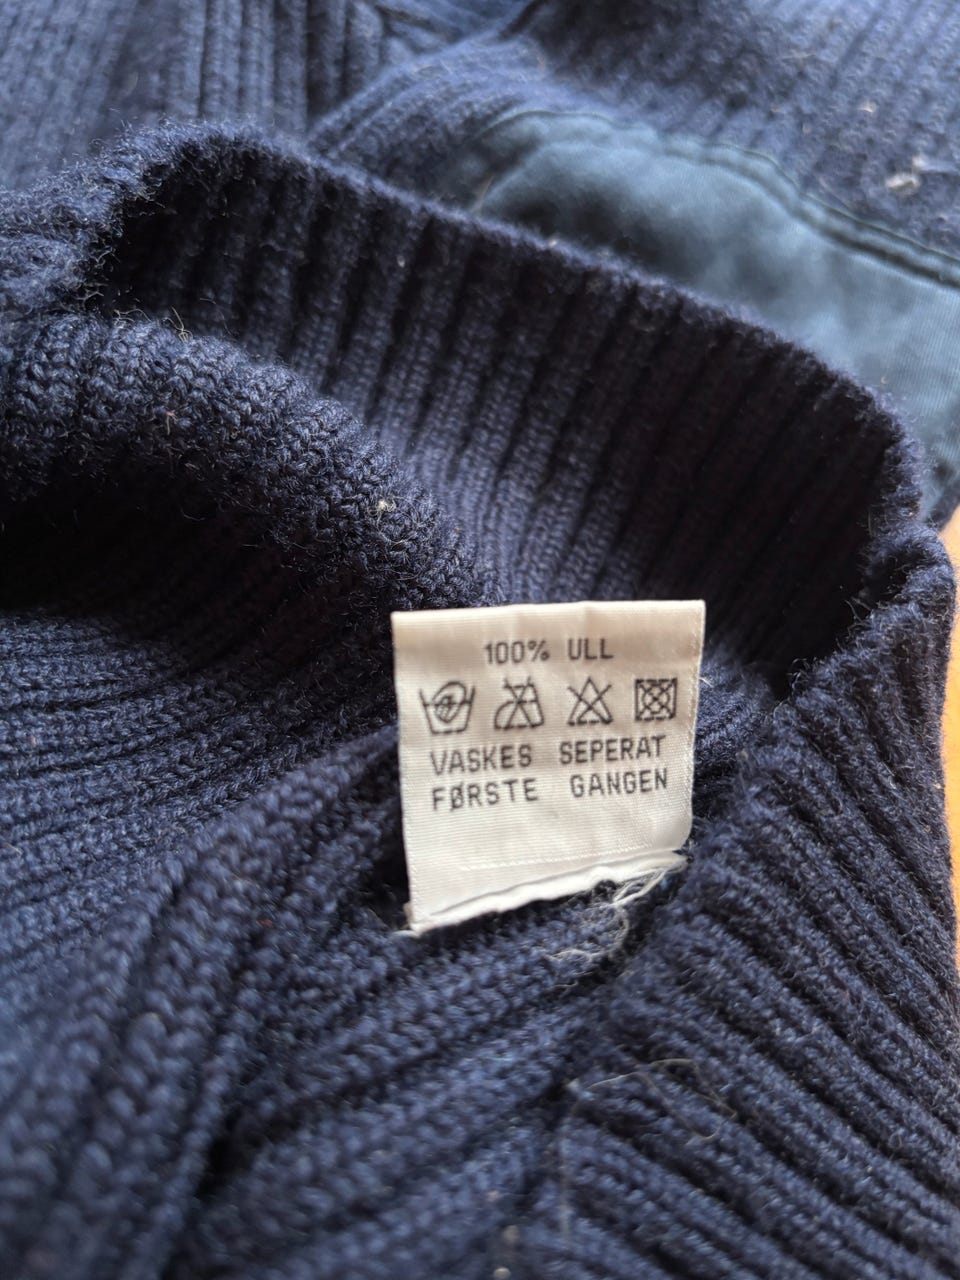 100% ULL
VASKES SEPERAT
FØRSTE GANGEN